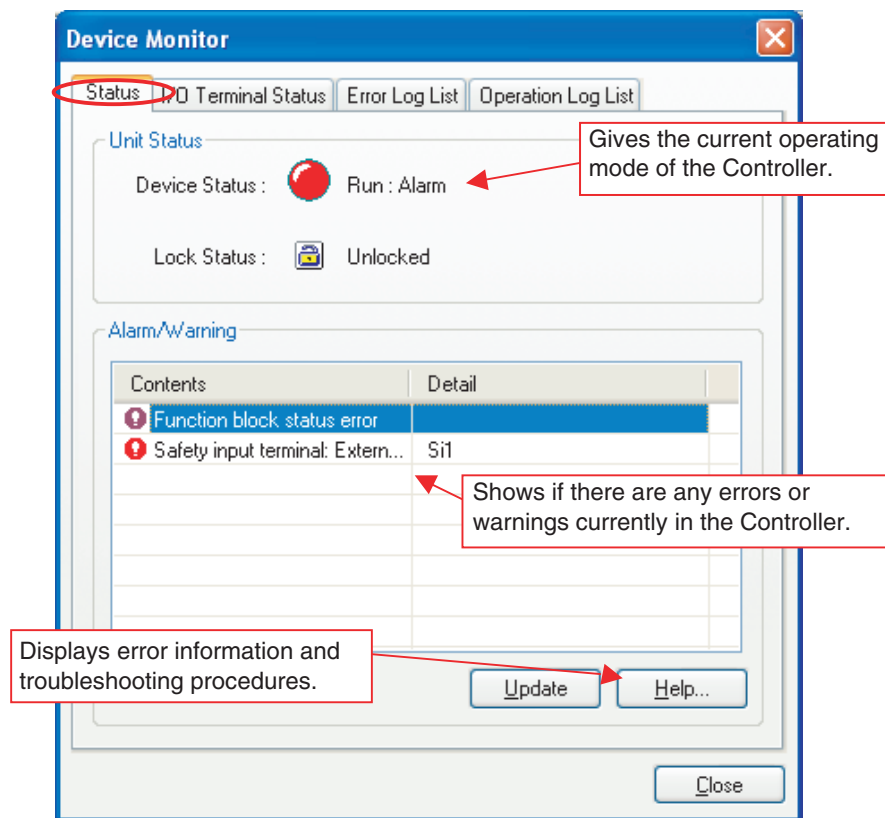 Device Monitor
Status
I/O Terminal Status
Error Log List
Operation Log List
Unit Status
Gives the current operating
mode of the Controller.
Device Status :
Run : Alarm
Lock Status :
Unlocked
Alarm/Warning
Contents
Detail
Function block status error
Safety input terminal: Extern...
Si1
Shows if there are any errors or
warnings currently in the Controller.
Displays error information and
troubleshooting procedures.
Update
Help...
Close